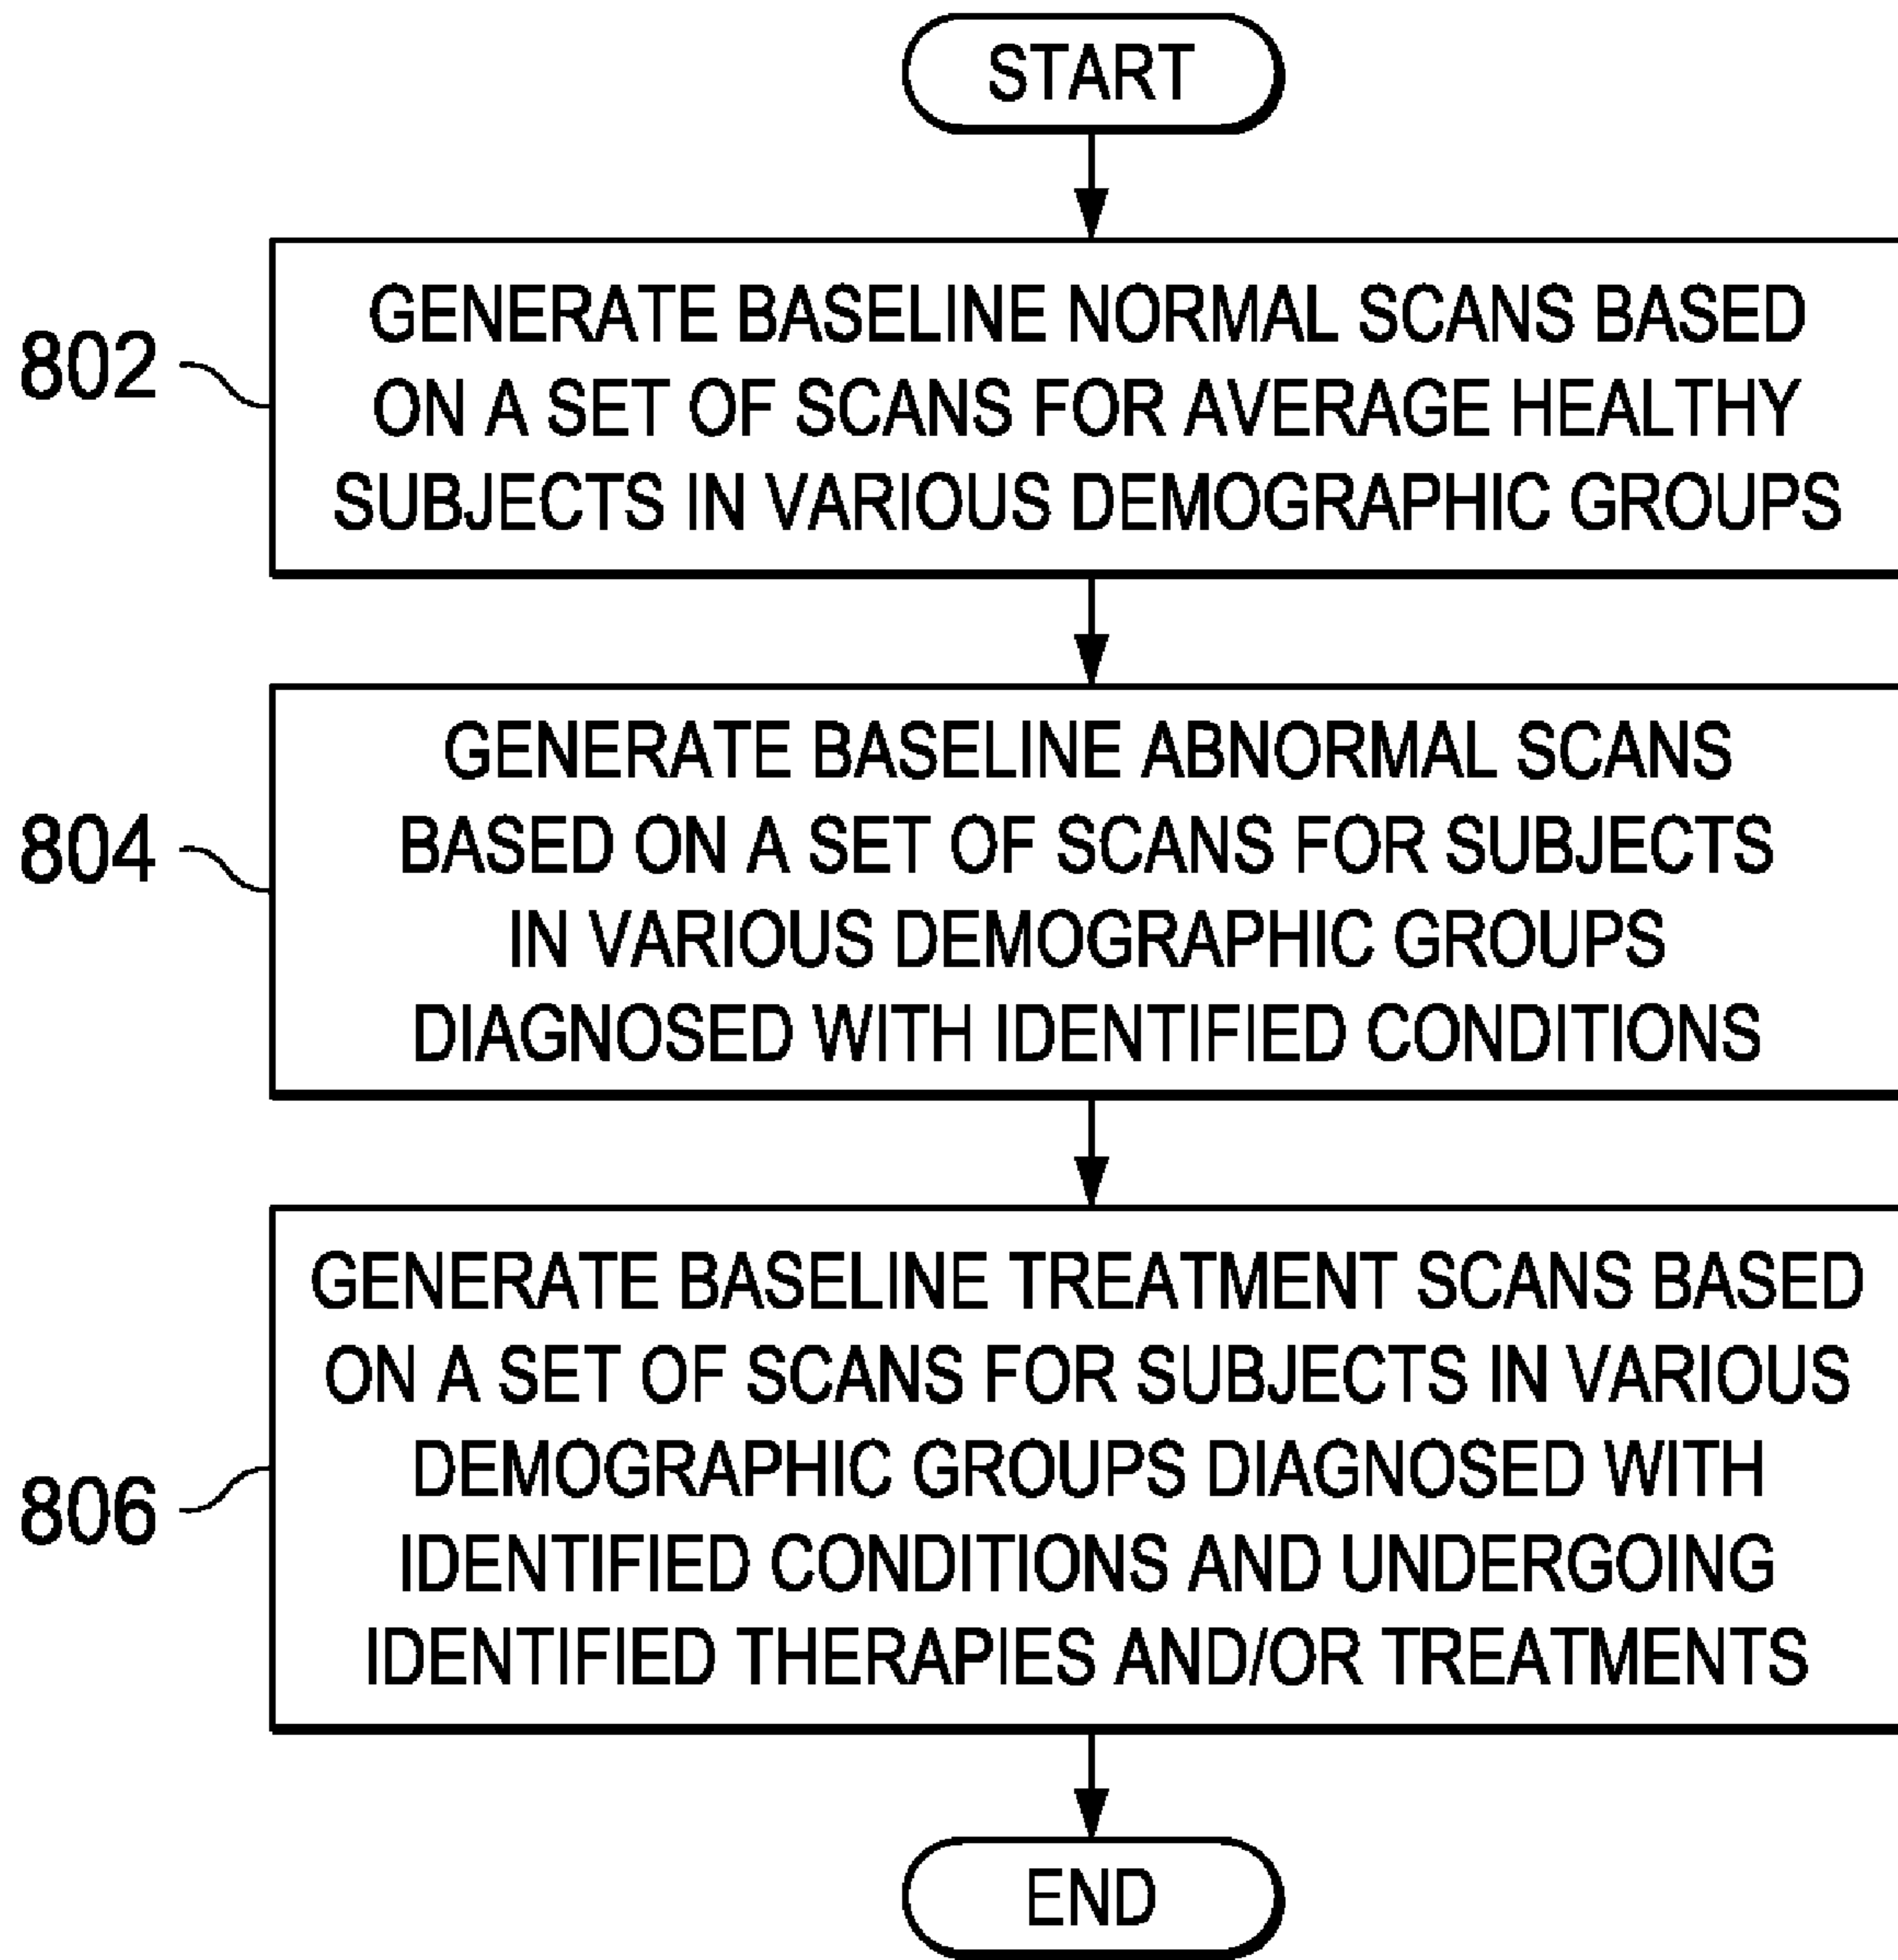 START
802
GENERATE BASELINE NORMAL SCANS BASED
ON A SET OF SCANS FOR AVERAGE HEALTHY
SUBJECTS IN VARIOUS DEMOGRAPHIC GROUPS
804
GENERATE BASELINE ABNORMAL SCANS
BASED ON A SET OF SCANS FOR SUBJECTS
IN VARIOUS DEMOGRAPHIC GROUPS
DIAGNOSED WITH IDENTIFIED CONDITIONS
806
GENERATE BASELINE TREATMENT SCANS BASED
ON A SET OF SCANS FOR SUBJECTS IN VARIOUS
DEMOGRAPHIC GROUPS DIAGNOSED WITH
IDENTIFIED CONDITIONS AND UNDERGOING
IDENTIFIED THERAPIES AND/OR TREATMENTS
END